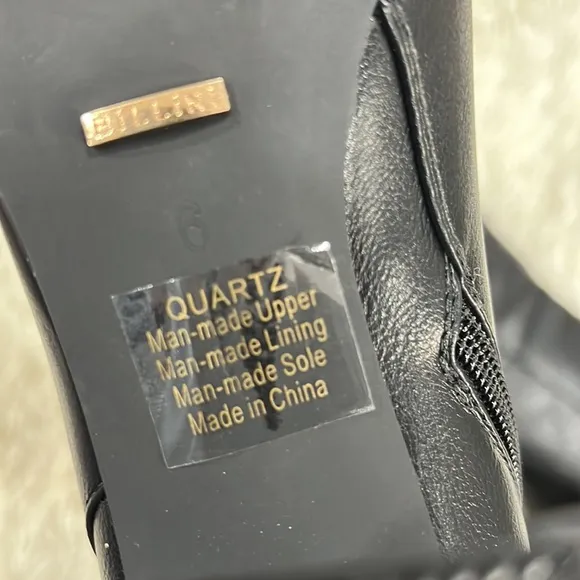 BILLINI
6
QUARTZ
Man-made Upper
Man-made Lining
Man-made Sole
Made in China